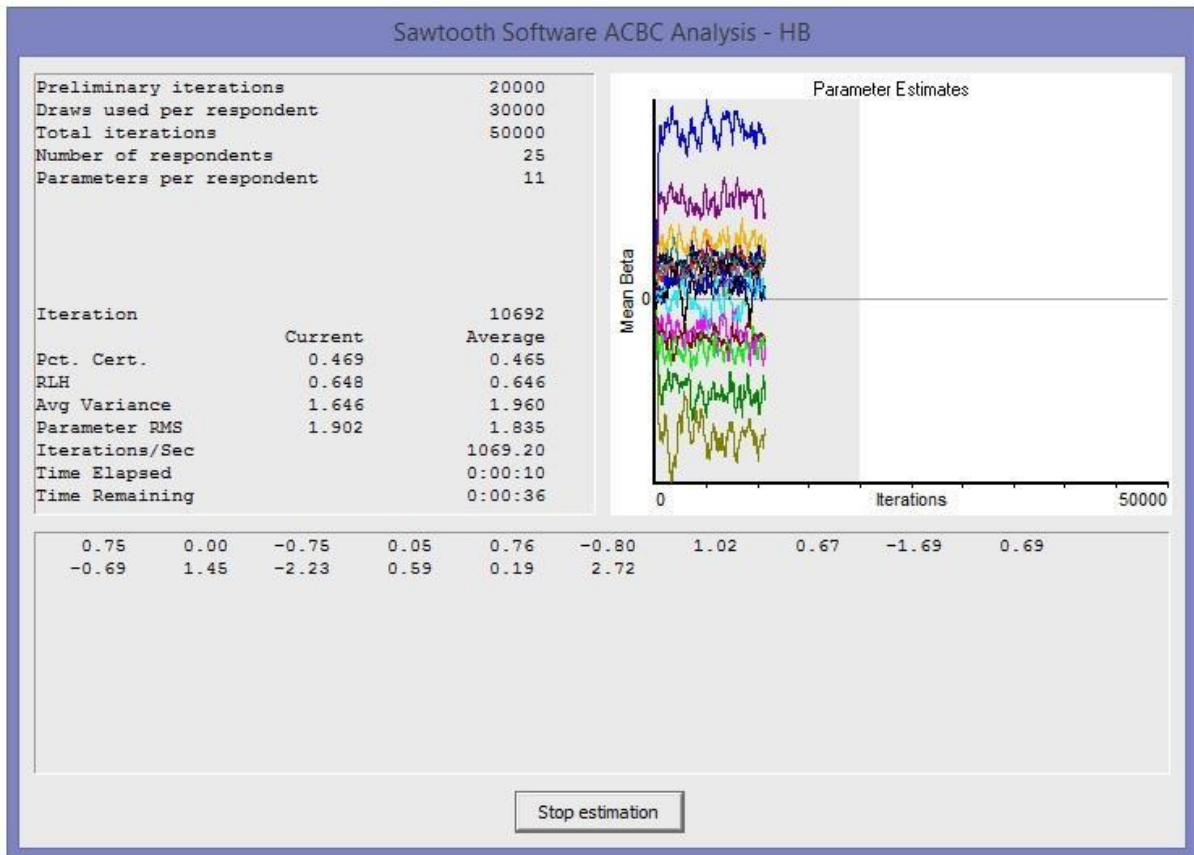 Sawtooth Software ACBC Analysis - HB
Preliminary iterations 20000
Draws used per respondent 30000
Total iterations 50000
Number of respondents 25
Parameters per respondent 11
Iteration 10692
Current Average
Pct. Cert. 0.469 0.465
RLH 0.648 0.646
Avg Variance 1.646 1.960
Parameter RMS 1.902 1.835
Iterations/Sec 1069.20
Time Elapsed 0:00:10
Time Remaining 0:00:36
Parameter Estimates
Mean Beta
0
0 Iterations 50000
0.75 0.00 -0.75 0.05 0.76 -0.80 1.02 0.67 -1.69 0.69
-0.69 1.45 -2.23 0.59 0.19 2.72
Stop estimation